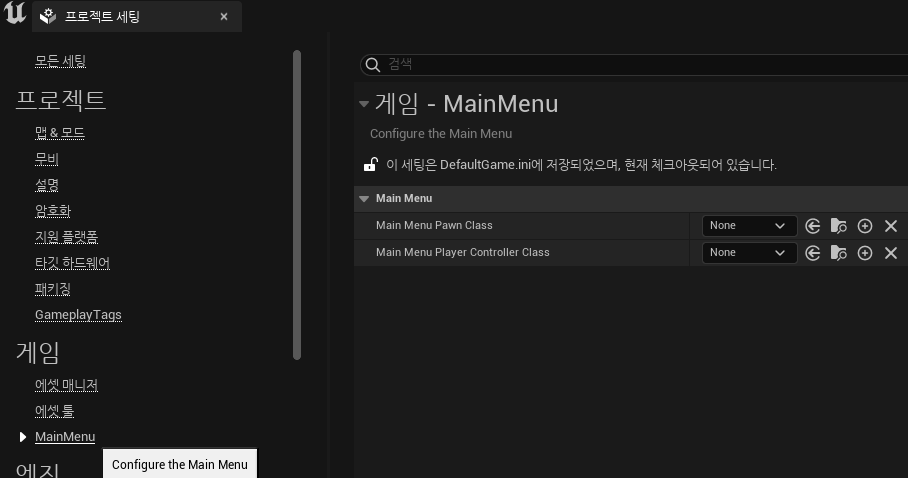 프로젝트 세팅
모든 세팅
프로젝트
맵 & 모드
무비
설명
암호화
지원 플랫폼
타깃 하드웨어
패키징
GameplayTags
게임
에셋 매니저
에셋 툴
MainMenu
엔진
Configure the Main Menu
검색
게임 - MainMenu
Configure the Main Menu
이 세팅은 DefaultGame.ini에 저장되었으며, 현재 체크아웃되어 있습니다.
Main Menu
Main Menu Pawn Class None
Main Menu Player Controller Class None